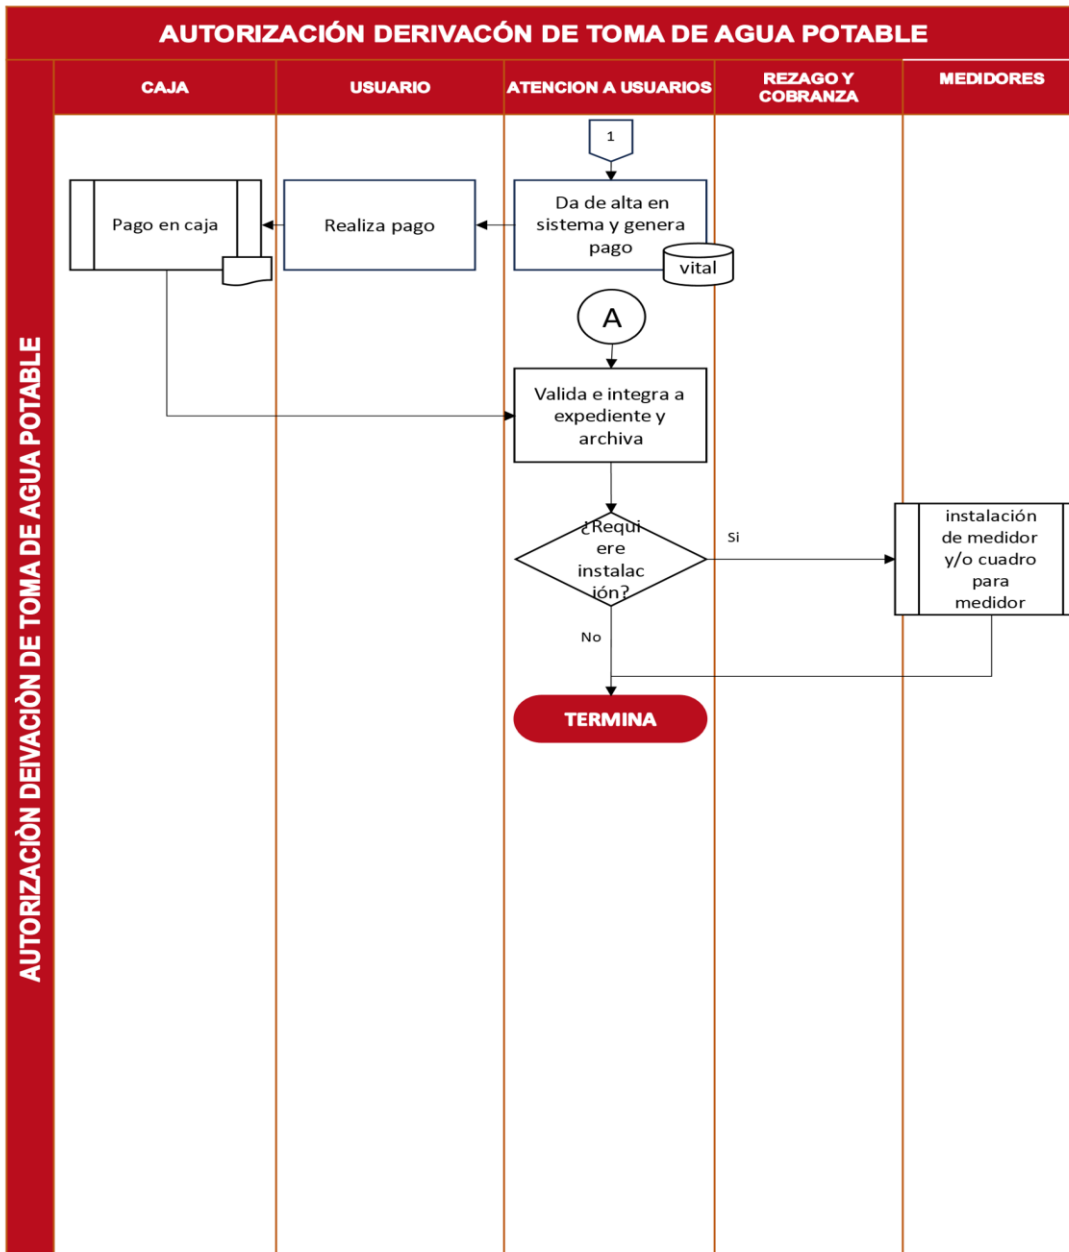 AUTORIZACIÓN DERIVACÓN DE TOMA DE AGUA POTABLE
AUTORIZACIÒN DEIVACIÒN DE TOMA DE AGUA POTABLE
CAJA
USUARIO
ATENCION A USUARIOS
REZAGO Y
COBRANZA
MEDIDORES
1
Pago en caja
Realiza pago
Da de alta en
sistema y genera
pago
vital
A
Valida e integra a
expediente y
archiva
¿Requi
ere
instalac
ión?
Si
instalación
de medidor
y/o cuadro
para
medidor
No
TERMINA